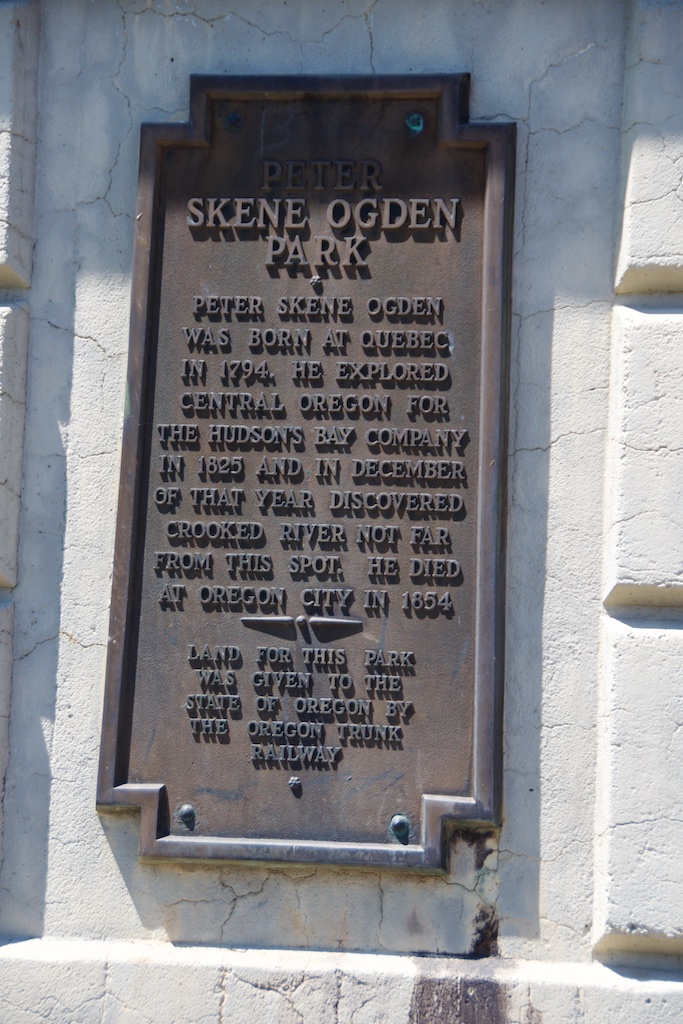 PETER
SKENE OGDEN
PARK
PETER SKENE OGDEN
WAS BORN AT QUEBEC
IN 1794. HE EXPLORED
CENTRAL OREGON FOR
THE HUDSON'S BAY COMPANY
IN 1825 AND IN DECEMBER
OF THAT YEAR DISCOVERED
CROOKED RIVER NOT FAR
FROM THIS SPOT. HE DIED
AT OREGON CITY IN 1854
LAND FOR THIS PARK
WAS GIVEN TO THE
STATE OF OREGON BY
THE OREGON TRUNK
RAILWAY